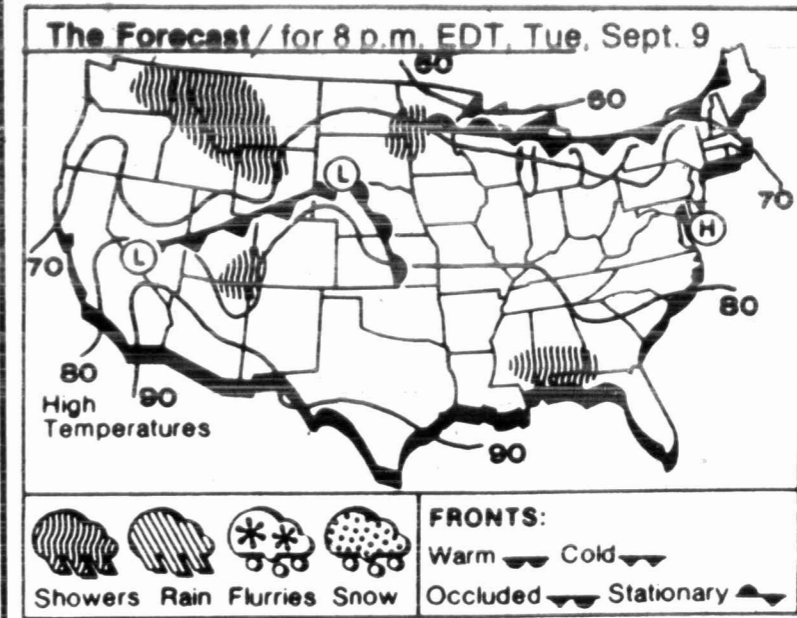 The Forecast / for 8 p.m. EDT, Tue, Sept. 9
60
60
70
L
H
L
70
80
80
90
High
Temperatures
90
Showers Rain Flurries Snow
FRONTS:
Warm Cold
Occluded Stationary